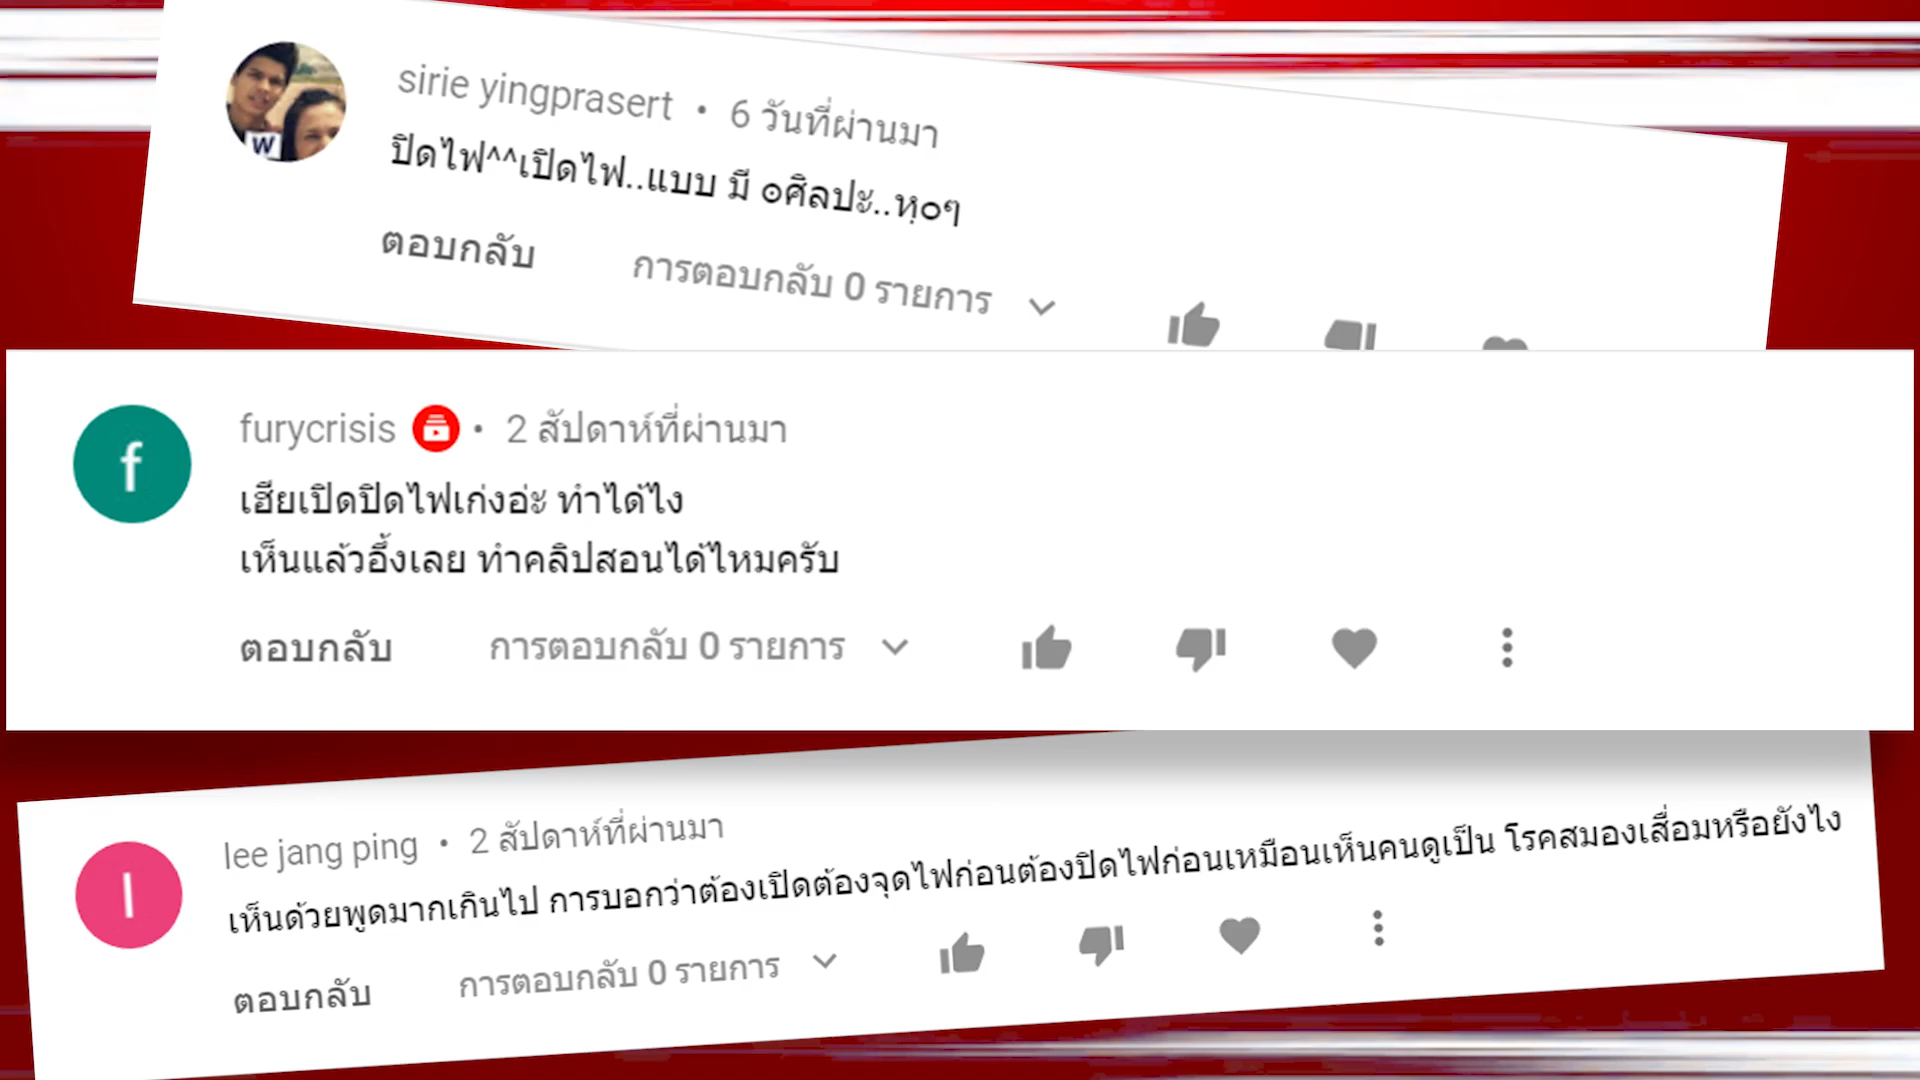 sirie yingprasert • 6 วันที่ผ่านมา
ปิดไฟ^^เปิดไฟ..แบบ มี ๏ศิลปะ..หฺ๐ๆ
ตอบกลับ การตอบกลับ 0 รายการ
W
f
furycrisis • 2 สัปดาห์ที่ผ่านมา
เฮียเปิดปิดไฟเก่งอ่ะ ทำได้ไง
เห็นแล้วอึ้งเลย ทำคลิปสอนได้ไหมครับ
ตอบกลับ การตอบกลับ 0 รายการ
l
lee jang ping • 2 สัปดาห์ที่ผ่านมา
เห็นด้วยพูดมากเกินไป การบอกว่าต้องเปิดต้องจุดไฟก่อนต้องปิดไฟก่อนเหมือนเห็นคนดูเป็น โรคสมองเสื่อมหรือยังไง
ตอบกลับ การตอบกลับ 0 รายการ